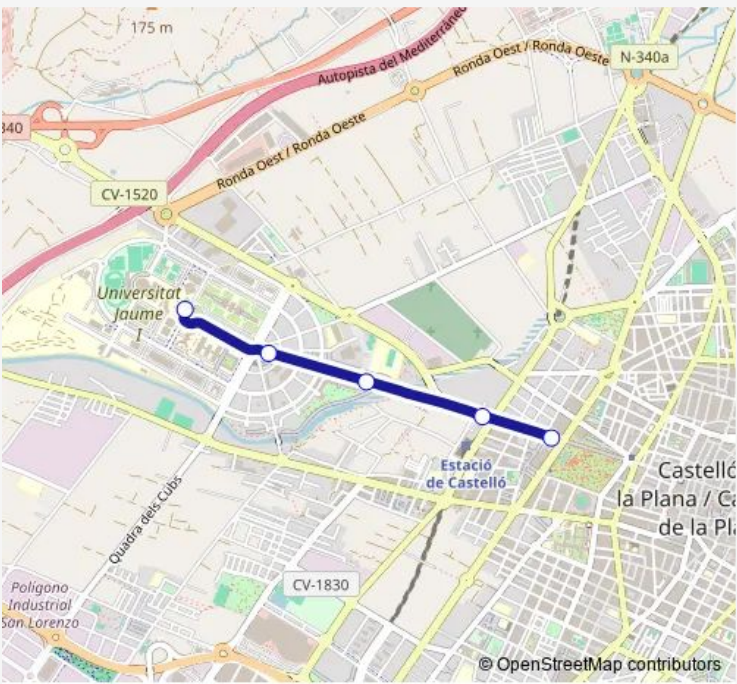 175 m
Autopista del Mediterráneo
Ronda Oest / Ronda Oeste
N-340a
340
Ronda Oest / Ronda Oeste
CV-1520
Universitat
Jaume
I
Estació
de Castelló
Castelló
la Plana / Ca
de la Pla
Quadra dels Cubs
CV-1830
Polígono
Industrial
San Lorenzo
© OpenStreetMap contributors